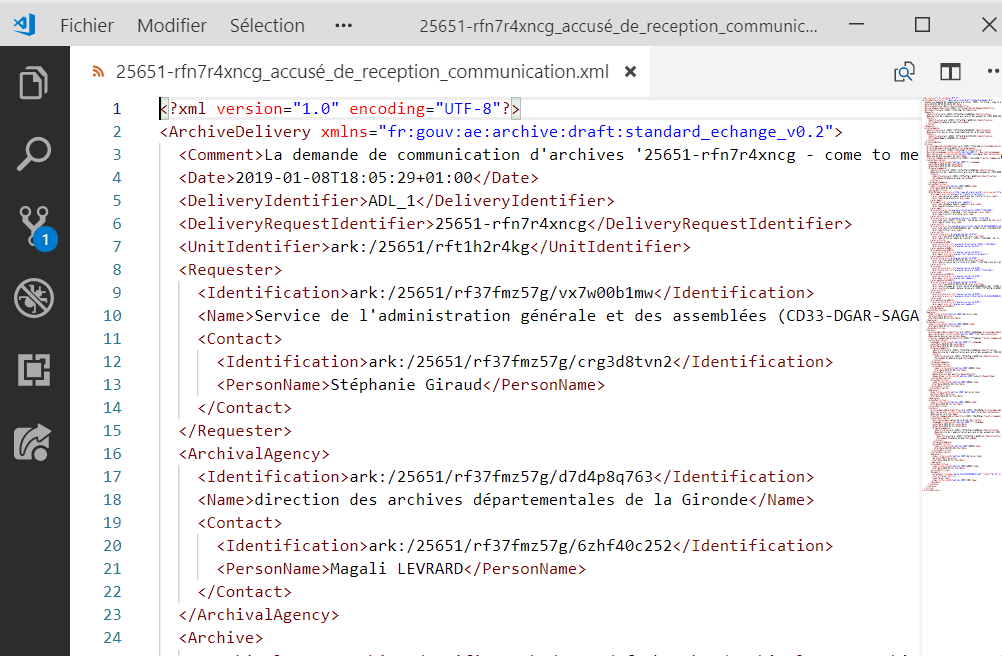 Fichier Modifier Sélection ••• 25651-rfn7r4xncg_accusé_de_reception_communic...
25651-rfn7r4xncg_accusé_de_reception_communication.xml
1 <?xml version="1.0" encoding="UTF-8"?>
2 <ArchiveDelivery xmlns="fr:gouv:ae:archive:draft:standard_echange_v0.2">
3 <Comment>La demande de communication d'archives '25651-rfn7r4xncg - come to me
4 <Date>2019-01-08T18:05:29+01:00</Date>
5 <DeliveryIdentifier>ADL_1</DeliveryIdentifier>
6 <DeliveryRequestIdentifier>25651-rfn7r4xncg</DeliveryRequestIdentifier>
7 <UnitIdentifier>ark:/25651/rft1h2r4kg</UnitIdentifier>
8 <Requester>
9 <Identification>ark:/25651/rf37fmz57g/vx7w00b1mw</Identification>
10 <Name>Service de l'administration générale et des assemblées (CD33-DGAR-SAGA
11 <Contact>
12 <Identification>ark:/25651/rf37fmz57g/crg3d8tvn2</Identification>
13 <PersonName>Stéphanie Giraud</PersonName>
14 </Contact>
15 </Requester>
16 <ArchivalAgency>
17 <Identification>ark:/25651/rf37fmz57g/d7d4p8q763</Identification>
18 <Name>direction des archives départementales de la Gironde</Name>
19 <Contact>
20 <Identification>ark:/25651/rf37fmz57g/6zhf40c252</Identification>
21 <PersonName>Magali LEVRARD</PersonName>
22 </Contact>
23 </ArchivalAgency>
24 <Archive>
1